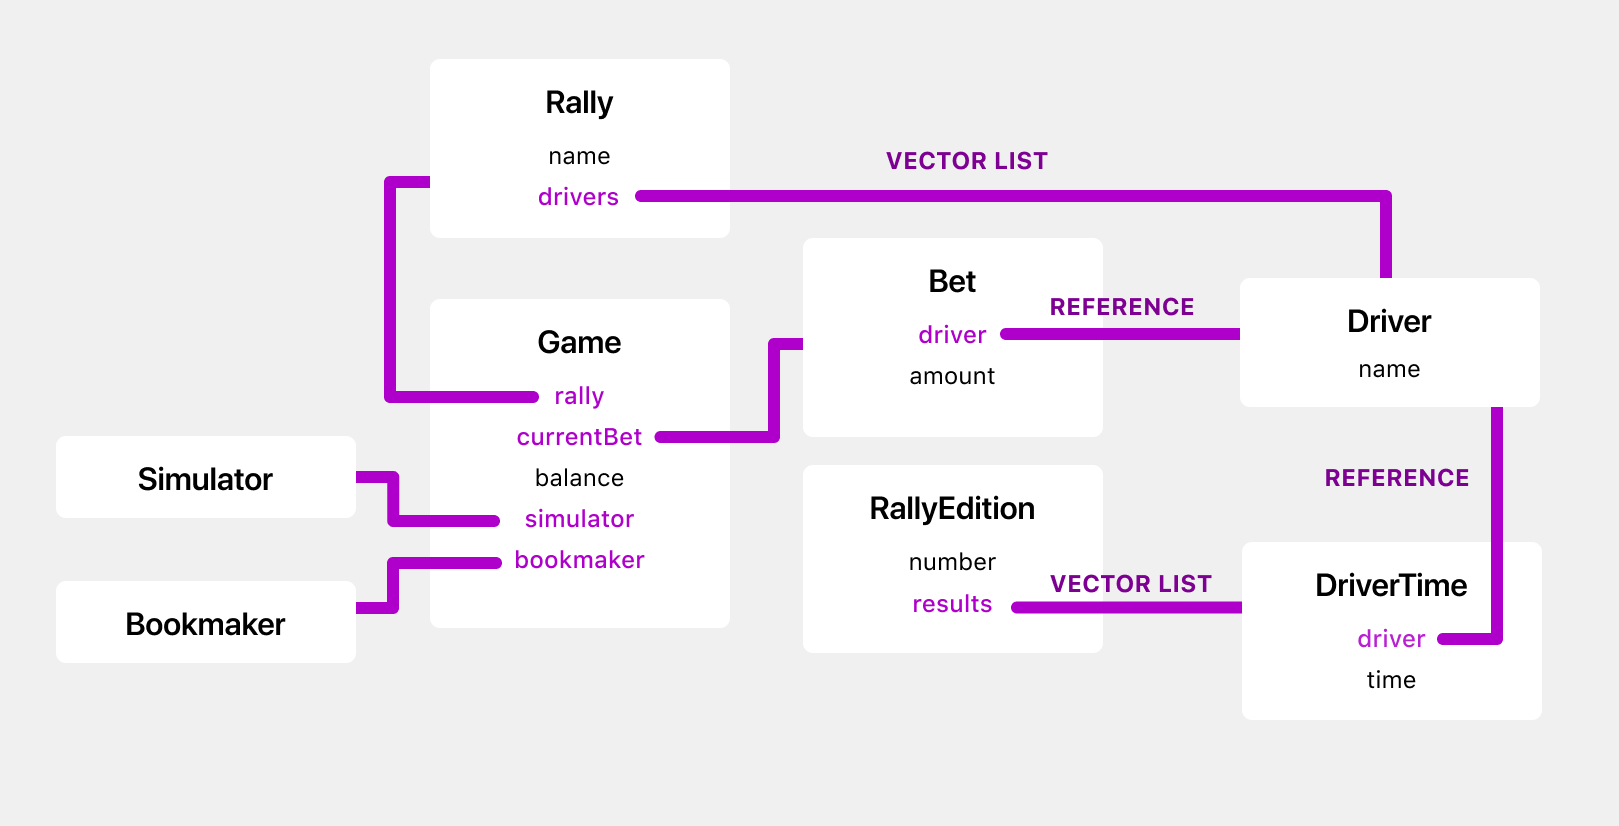 Rally
name
drivers
VECTOR LIST
Game
rally
currentBet
balance
simulator
bookmaker
Simulator
Bookmaker
Bet
driver
amount
REFERENCE
Driver
name
RallyEdition
number
results
VECTOR LIST
REFERENCE
DriverTime
driver
time